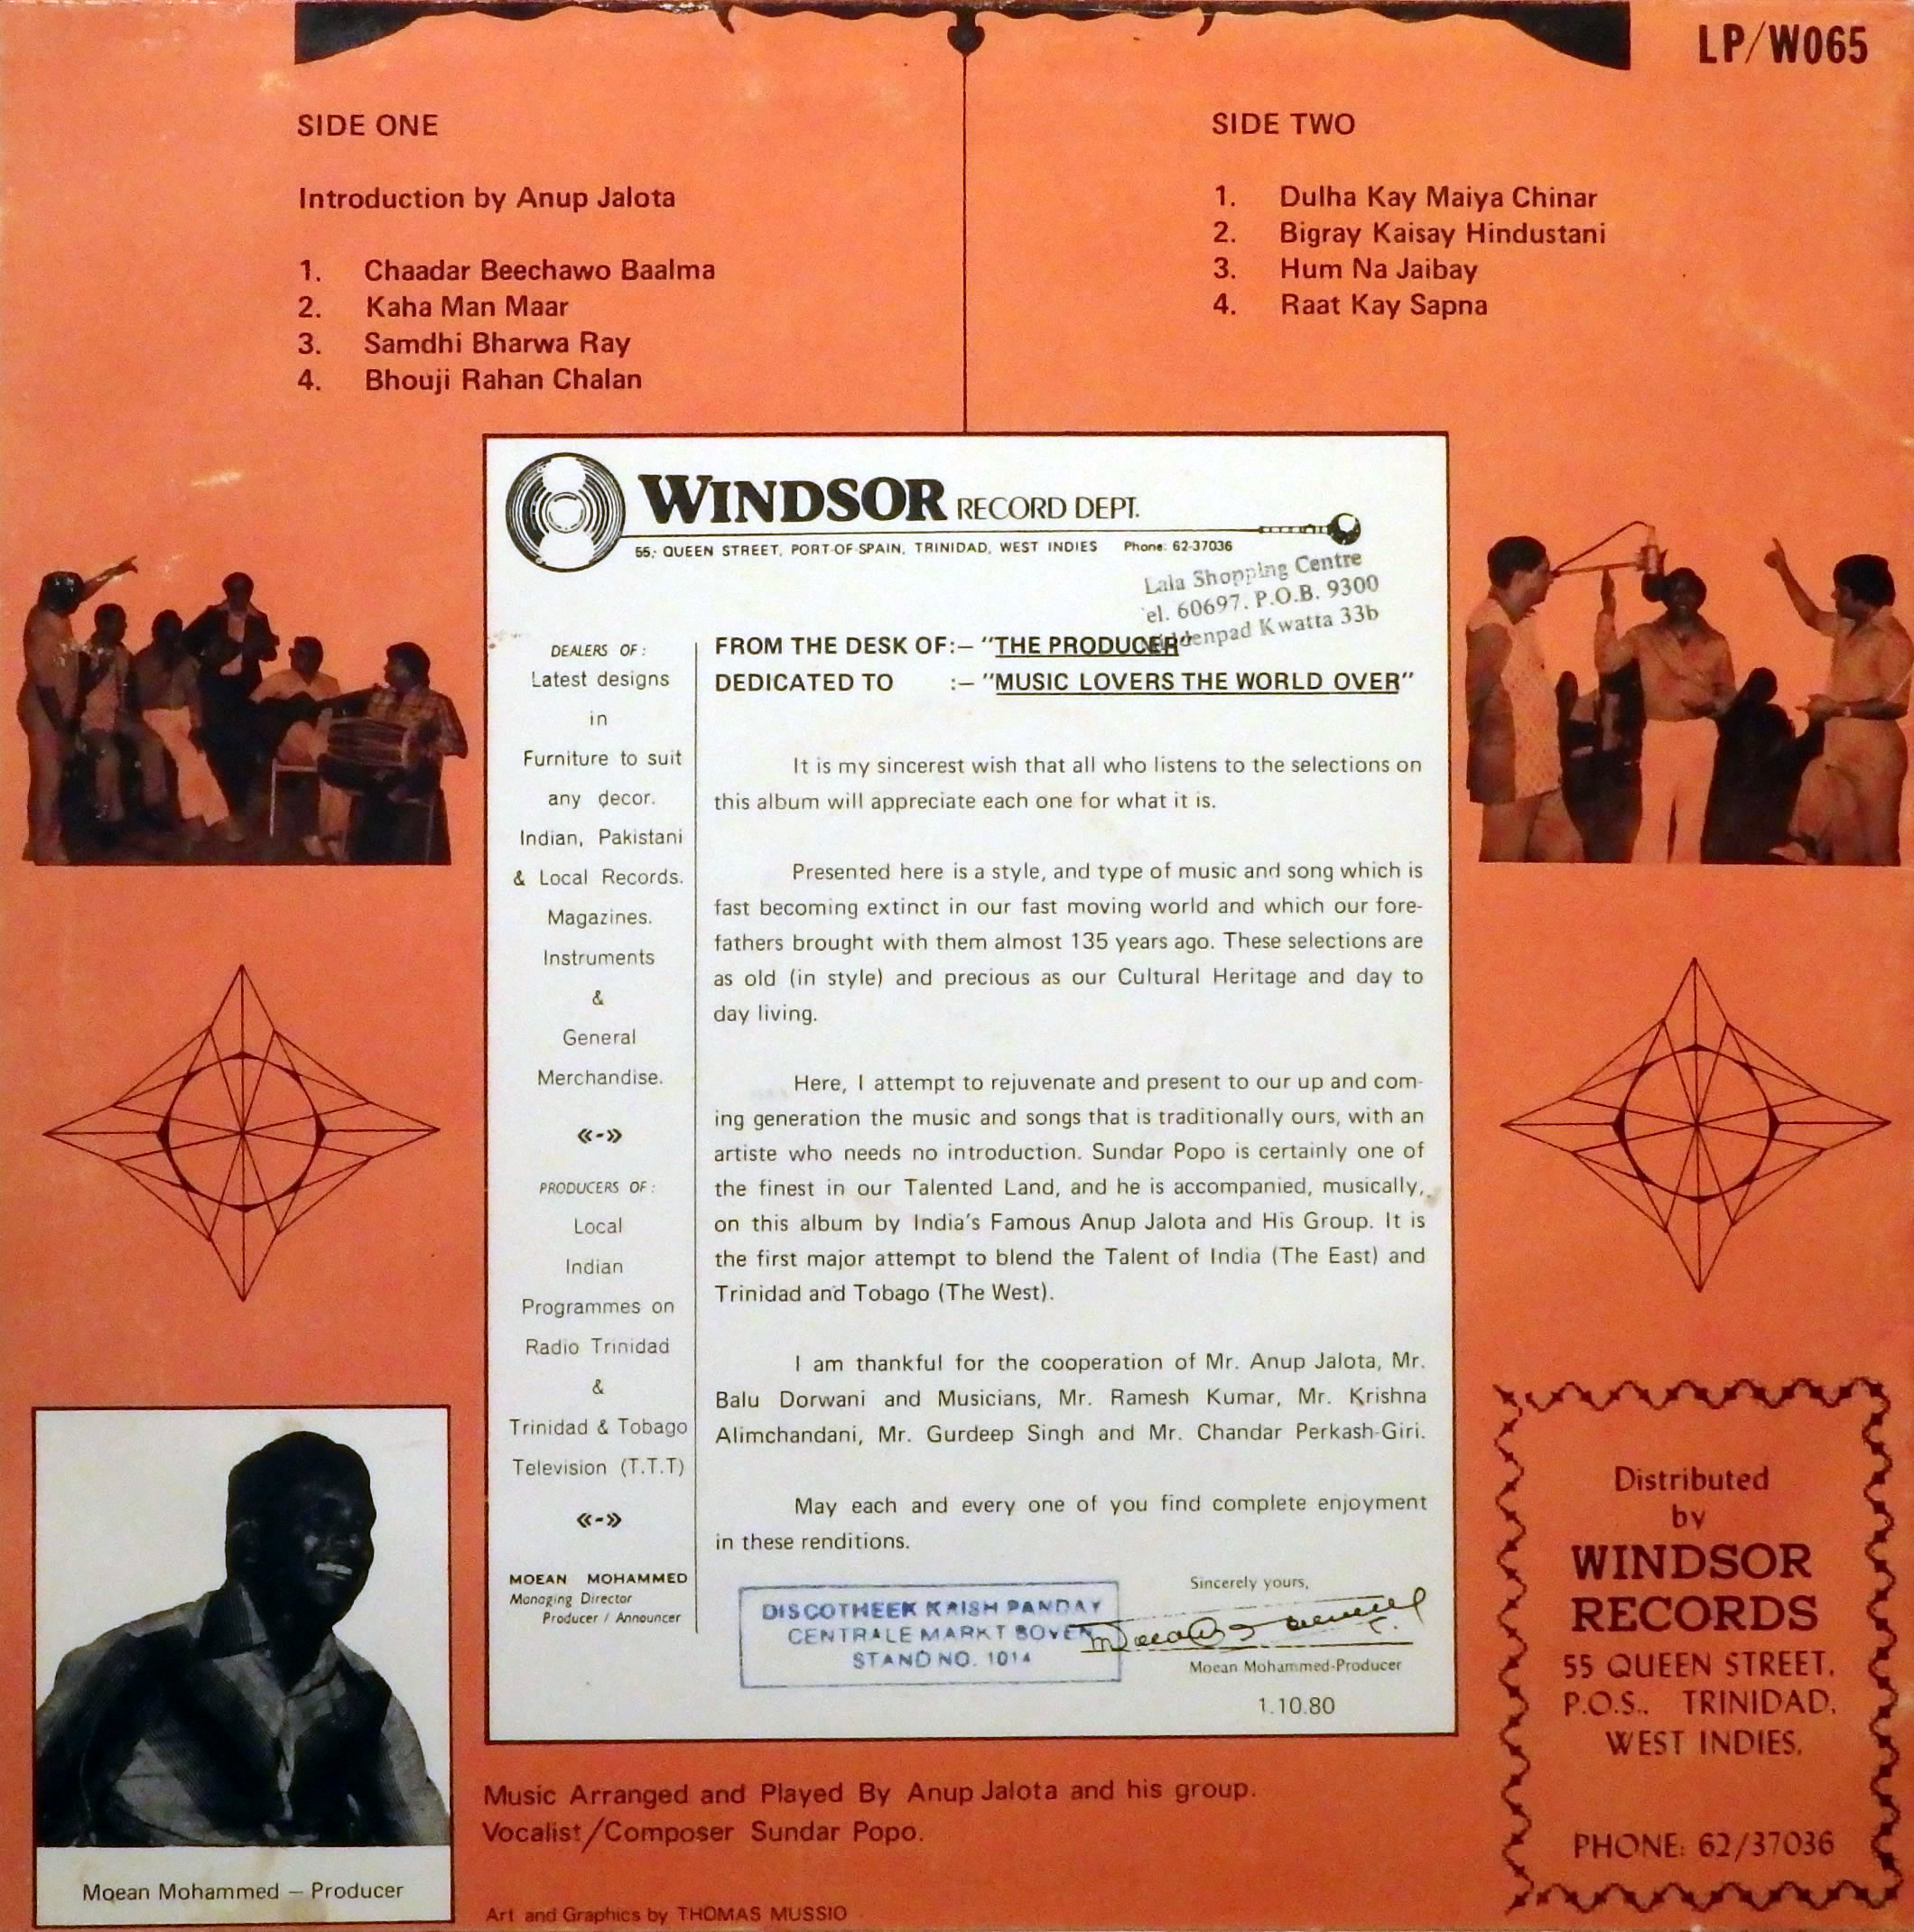 LP/W065
SIDE ONE
Introduction by Anup Jalota
1. Chaadar Beechawo Baalma
2. Kaha Man Maar
3. Samdhi Bharwa Ray
4. Bhouji Rahan Chalan
SIDE TWO
1. Dulha Kay Maiya Chinar
2. Bigray Kaisay Hindustani
3. Hum Na Jaibay
4. Raat Kay Sapna
WINDSOR RECORD DEPT.
55, QUEEN STREET, PORT-OF-SPAIN, TRINIDAD, WEST INDIES Phone: 62-37036
Lala Shopping Centre
el. 60697. P.O.B. 9300
Kwatta 33b
DEALERS OF:
Latest designs
in
Furniture to suit
any decor.
Indian, Pakistani
& Local Records.
Magazines.
Instruments
&
General
Merchandise.
«-»
PRODUCERS OF:
Local
Indian
Programmes on
Radio Trinidad
&
Trinidad & Tobago
Television (T.T.T)
«-»
MOEAN MOHAMMED
Managing Director
Producer / Announcer
FROM THE DESK OF:– "THE PRODUCER"
DEDICATED TO :– "MUSIC LOVERS THE WORLD OVER"
It is my sincerest wish that all who listens to the selections on
this album will appreciate each one for what it is.
Presented here is a style, and type of music and song which is
fast becoming extinct in our fast moving world and which our fore-
fathers brought with them almost 135 years ago. These selections are
as old (in style) and precious as our Cultural Heritage and day to
day living.
Here, I attempt to rejuvenate and present to our up and com-
ing generation the music and songs that is traditionally ours, with an
artiste who needs no introduction. Sundar Popo is certainly one of
the finest in our Talented Land, and he is accompanied, musically,
on this album by India's Famous Anup Jalota and His Group. It is
the first major attempt to blend the Talent of India (The East) and
Trinidad and Tobago (The West).
I am thankful for the cooperation of Mr. Anup Jalota, Mr.
Balu Dorwani and Musicians, Mr. Ramesh Kumar, Mr. Krishna
Alimchandani, Mr. Gurdeep Singh and Mr. Chandar Perkash-Giri.
May each and every one of you find complete enjoyment
in these renditions.
DISCOTHEEK KRISH PANDAY
CENTRALE MARKT BOVEN
STAND NO. 1014
Sincerely yours,
Moean Mohammed-Producer
1.10.80
Moean Mohammed – Producer
Music Arranged and Played By Anup Jalota and his group.
Vocalist/Composer Sundar Popo.
Art and Graphics by THOMAS MUSSIO
Distributed
by
WINDSOR
RECORDS
55 QUEEN STREET,
P.O.S., TRINIDAD,
WEST INDIES.
PHONE: 62/37036